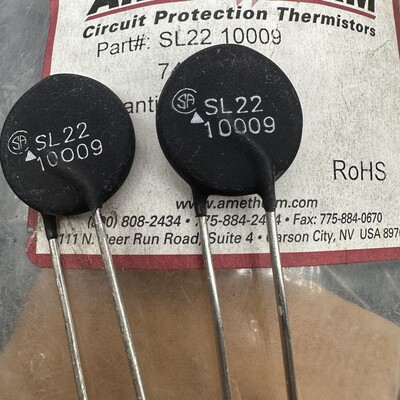 Circuit Protection Thermistors
Part#: SL22 10009
SL22
10009
SL22
10009
RoHS
www.ametherm.com
808-2434 • 775-884-2434 • Fax: 775-884-0670
Run Road, Suite 4 • Carson City, NV USA